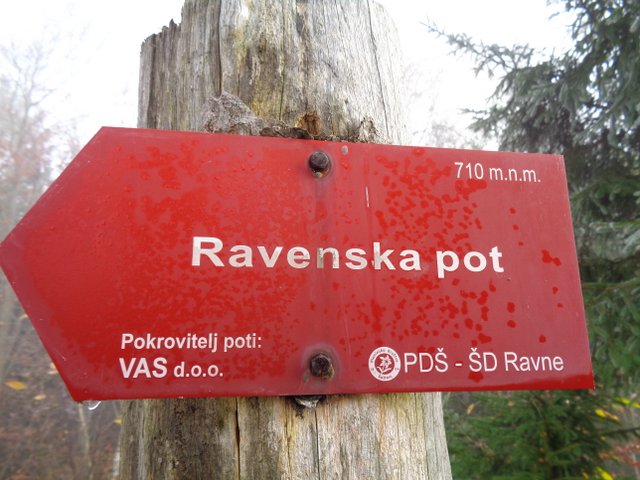 710 m.n.m.
Ravenska pot
Pokrovitelj poti:
VAS d.o.o.
PDŠ - ŠD Ravne